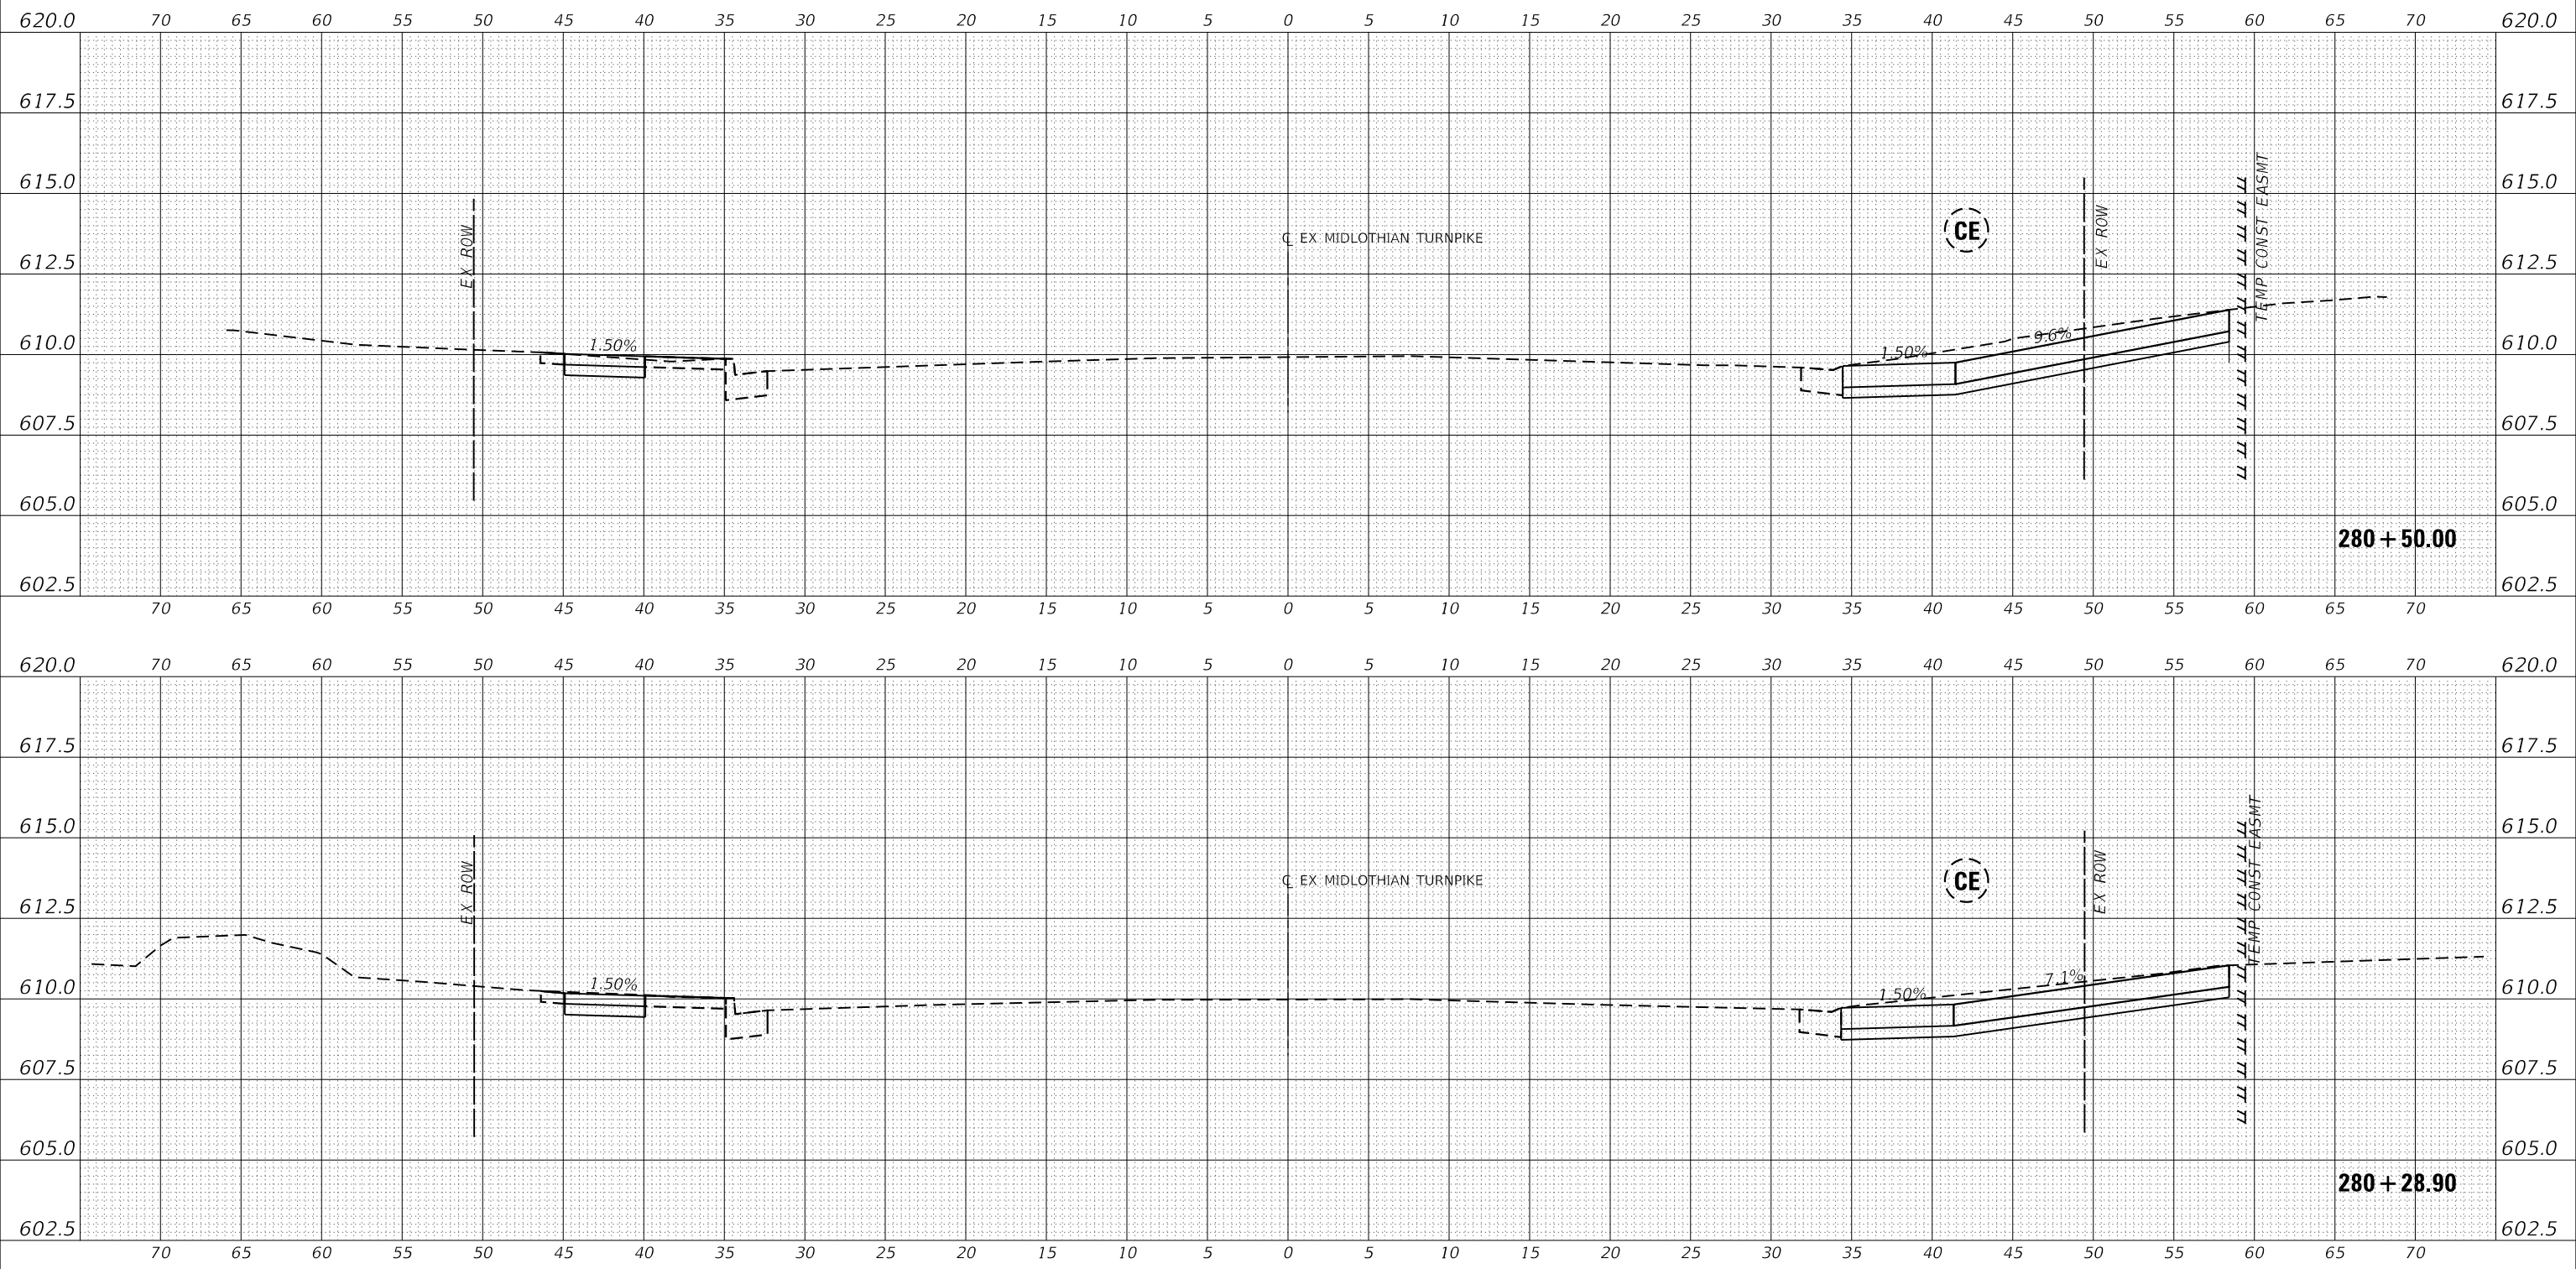 620.0 70 65 60 55 50 45 40 35 30 25 20 15 10 5 0 5 10 15 20 25 30 35 40 45 50 55 60 65 70 620.0
617.5 617.5
615.0 615.0
TEMP CONST EASMT
EX ROW
EX ROW
CE
℄ EX MIDLOTHIAN TURNPIKE
612.5 612.5
610.0 1.50% 1.50% 9.6% 610.0
607.5 607.5
605.0 605.0
280+50.00
602.5 602.5
70 65 60 55 50 45 40 35 30 25 20 15 10 5 0 5 10 15 20 25 30 35 40 45 50 55 60 65 70
620.0 70 65 60 55 50 45 40 35 30 25 20 15 10 5 0 5 10 15 20 25 30 35 40 45 50 55 60 65 70 620.0
617.5 617.5
615.0 615.0
TEMP CONST EASMT
EX ROW
EX ROW
CE
℄ EX MIDLOTHIAN TURNPIKE
612.5 612.5
610.0 1.50% 1.50% 7.1% 610.0
607.5 607.5
605.0 605.0
280+28.90
602.5 602.5
70 65 60 55 50 45 40 35 30 25 20 15 10 5 0 5 10 15 20 25 30 35 40 45 50 55 60 65 70